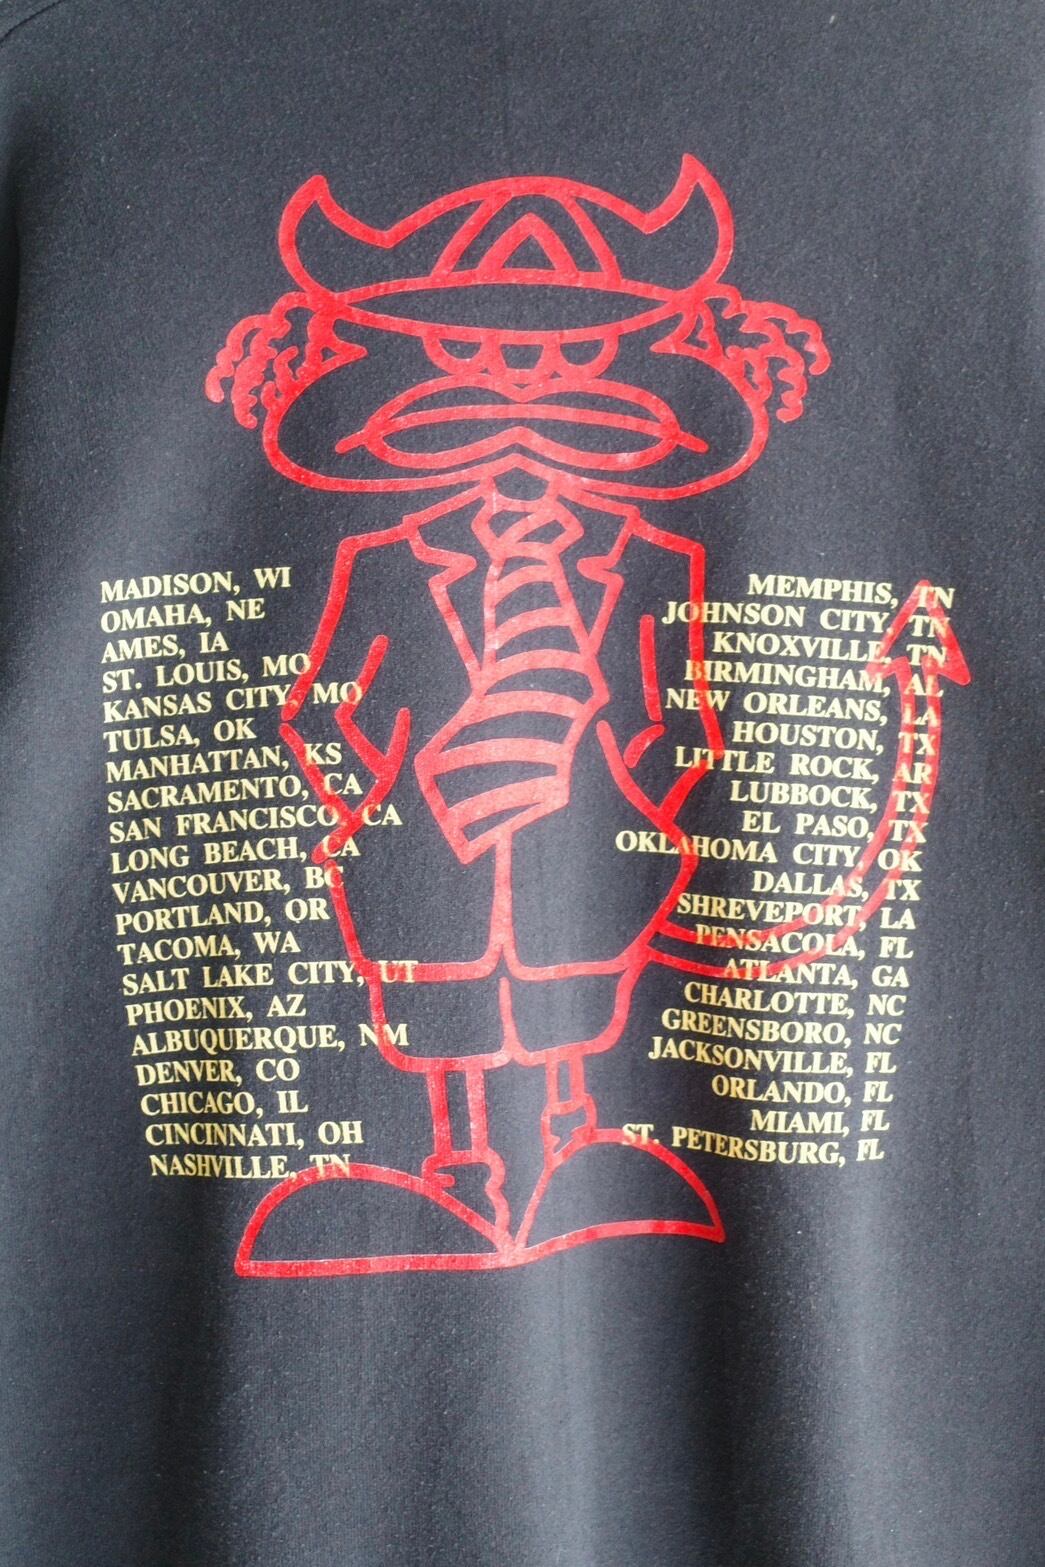 MADISON, WI
OMAHA, NE
AMES, IA
ST. LOUIS, MO
KANSAS CITY, MO
TULSA, OK
MANHATTAN, KS
SACRAMENTO, CA
SAN FRANCISCO, CA
LONG BEACH, CA
VANCOUVER, BC
PORTLAND, OR
TACOMA, WA
SALT LAKE CITY, UT
PHOENIX, AZ
ALBUQUERQUE, NM
DENVER, CO
CHICAGO, IL
CINCINNATI, OH
NASHVILLE, TN
MEMPHIS, TN
JOHNSON CITY, TN
KNOXVILLE, TN
BIRMINGHAM, AL
NEW ORLEANS, LA
HOUSTON, TX
LITTLE ROCK, AR
LUBBOCK, TX
EL PASO, TX
OKLAHOMA CITY, OK
DALLAS, TX
SHREVEPORT, LA
PENSACOLA, FL
ATLANTA, GA
CHARLOTTE, NC
GREENSBORO, NC
JACKSONVILLE, FL
ORLANDO, FL
MIAMI, FL
ST. PETERSBURG, FL